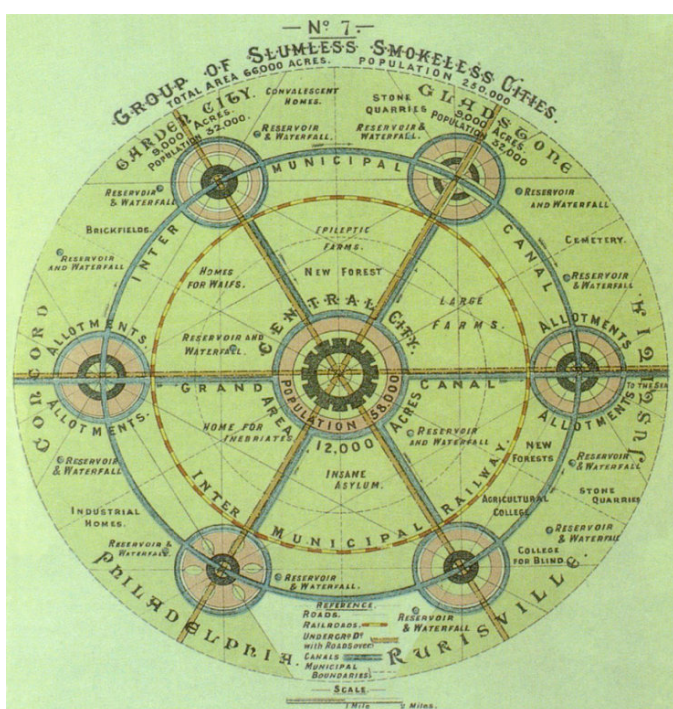 — Nº 7. —
GROUP OF SLUMLESS SMOKELESS CITIES.
TOTAL AREA 66,000 ACRES. POPULATION 250,000
GARDEN CITY.
9,000 ACRES.
POPULATION 32,000.
CONVALESCENT
HOMES.
STONE
QUARRIES
GLADSTONE
9,000 ACRES.
POPULATION
32,000
RESERVOIR
& WATERFALL.
RESERVOIR &
WATERFALL.
INTER MUNICIPAL CANAL
RESERVOIR
& WATERFALL
RESERVOIR
AND WATERFALL
BRICKFIELDS.
EPILEPTIC
FARMS.
CEMETERY.
RESERVOIR
AND WATERFALL
HOMES
FOR WAIFS.
NEW FOREST
RESERVOIR
& WATERFALL
LARGE
FARMS.
CONCORD
ALLOTMENTS.
RESERVOIR AND
WATERFALL.
CENTRAL CITY.
ALLOTMENTS
JUSTITIA
GRAND CANAL
TO THE SEA
POPULATION 58,000
AREA 12,000 ACRES
ALLOTMENTS.
ALLOTMENTS
HOME FOR
INEBRIATES.
RESERVOIR
AND WATERFALL
NEW
FORESTS
RESERVOIR
& WATERFALL
RESERVOIR
& WATERFALL
INSANE
ASYLUM.
INTER MUNICIPAL RAILWAY.
AGRICULTURAL
COLLEGE
STONE
QUARRIES
INDUSTRIAL
HOMES.
RESERVOIR
& WATERFALL
RESERVOIR &
WATERFALL
COLLEGE
FOR BLIND.
RESERVOIR
& WATERFALL.
PHILADELPHIA.
RURISVILLE.
REFERENCE.
ROADS.
RAILROADS.
UNDERGRD Dº
with ROADS over
CANALS
MUNICIPAL
BOUNDARIES
RESERVOIR
& WATERFALL
— SCALE —
1 Mile 2 Miles.